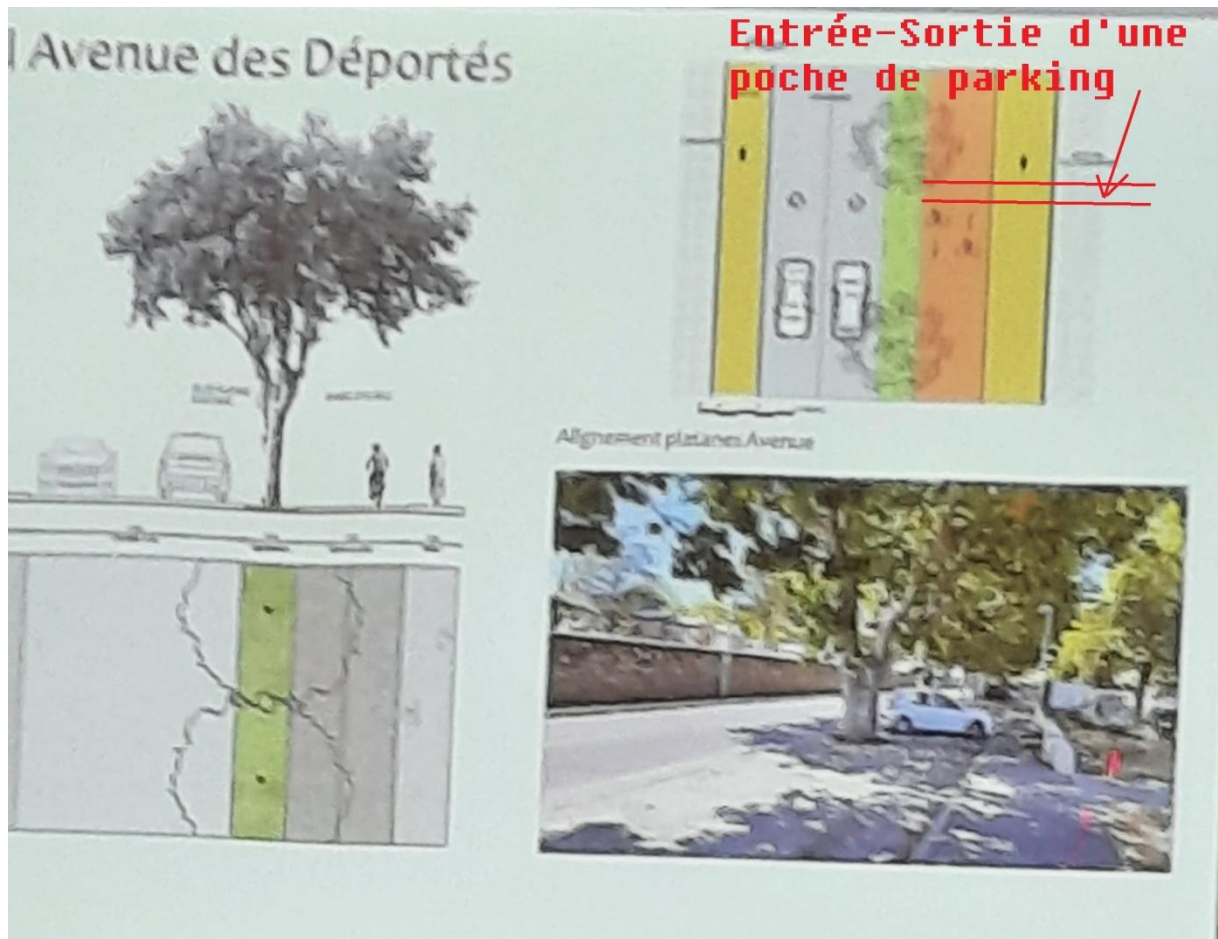 l Avenue des Déportés
Entrée-Sortie d'une
poche de parking
Alignement platanes Avenue